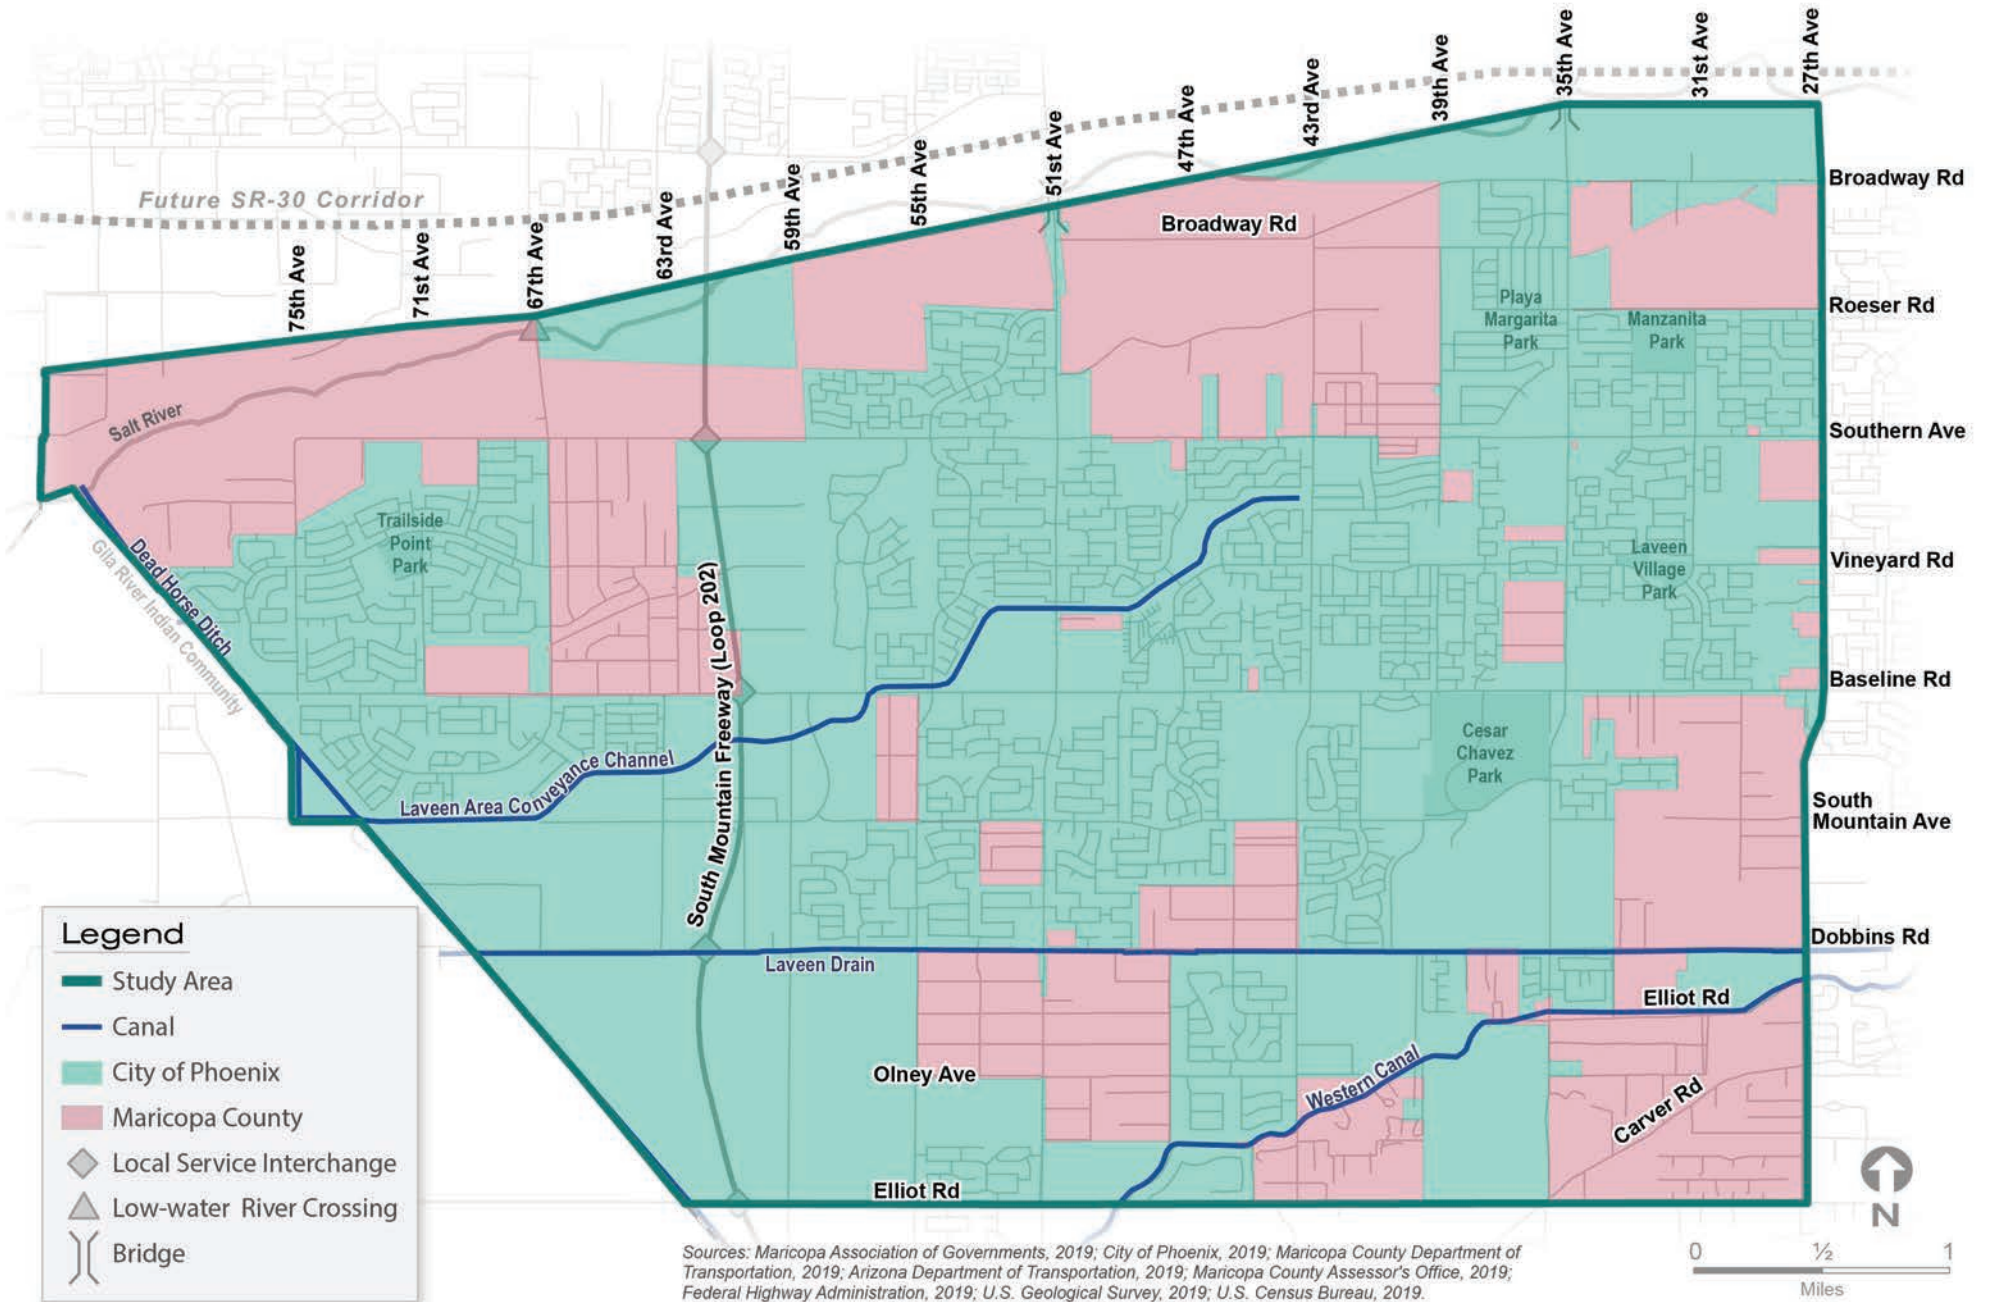 27th Ave
31st Ave
35th Ave
39th Ave
43rd Ave
47th Ave
51st Ave
55th Ave
59th Ave
63rd Ave
67th Ave
71st Ave
75th Ave
Future SR-30 Corridor
Broadway Rd
Broadway Rd
Roeser Rd
Playa
Margarita
Park
Manzanita
Park
Salt River
Southern Ave
Trailside
Point
Park
Laveen
Village
Park
Vineyard Rd
Dead Horse Ditch
Gila River Indian Community
South Mountain Freeway (Loop 202)
Baseline Rd
Cesar
Chavez
Park
Laveen Area Conveyance Channel
South
Mountain Ave
Dobbins Rd
Laveen Drain
Elliot Rd
Olney Ave
Western Canal
Carver Rd
Elliot Rd
Legend
Study Area
Canal
City of Phoenix
Maricopa County
Local Service Interchange
Low-water River Crossing
Bridge
N
0 ½ 1
Miles
Sources: Maricopa Association of Governments, 2019; City of Phoenix, 2019; Maricopa County Department of
Transportation, 2019; Arizona Department of Transportation, 2019; Maricopa County Assessor's Office, 2019;
Federal Highway Administration, 2019; U.S. Geological Survey, 2019; U.S. Census Bureau, 2019.